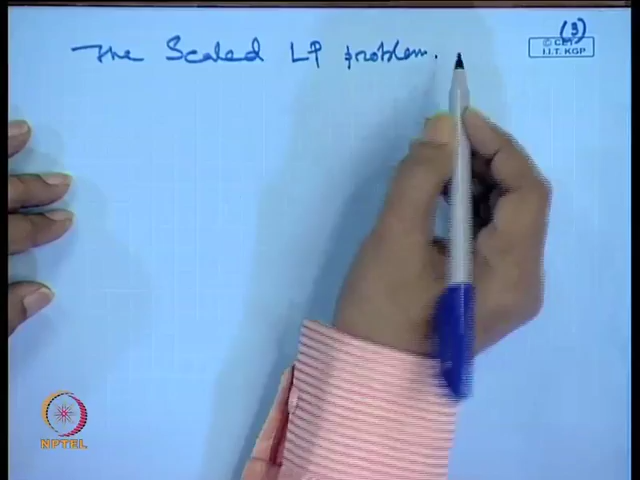 The Scaled LP problem.
(3)
© CET
I.I.T. KGP
NPTEL